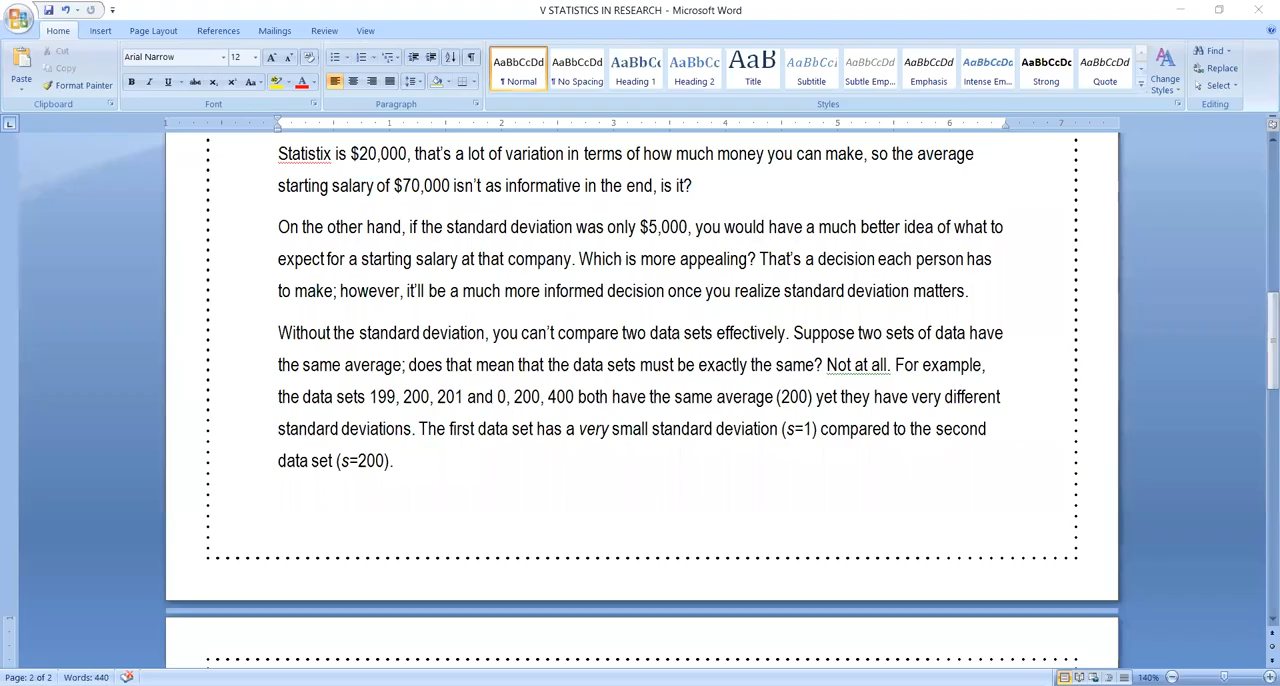 V STATISTICS IN RESEARCH - Microsoft Word
Home Insert Page Layout References Mailings Review View
Paste
Cut
Copy
Format Painter
Clipboard
Arial Narrow 12
Font
Paragraph
AaBbCcDd AaBbCcDd AaBbCc AaBbCc AaB AaBbCcI AaBbCcDd AaBbCcDd AaBbCcDd AaBbCcDc AaBbCcDd
¶ Normal ¶ No Spacing Heading 1 Heading 2 Title Subtitle Subtle Emp... Emphasis Intense Em... Strong Quote
Styles
Change
Styles
Find
Replace
Select
Editing
1 1 2 3 4 5 6 7
Statistix is $20,000, that's a lot of variation in terms of how much money you can make, so the average
starting salary of $70,000 isn't as informative in the end, is it?
On the other hand, if the standard deviation was only $5,000, you would have a much better idea of what to
expect for a starting salary at that company. Which is more appealing? That's a decision each person has
to make; however, it'll be a much more informed decision once you realize standard deviation matters.
Without the standard deviation, you can't compare two data sets effectively. Suppose two sets of data have
the same average; does that mean that the data sets must be exactly the same? Not at all. For example,
the data sets 199, 200, 201 and 0, 200, 400 both have the same average (200) yet they have very different
standard deviations. The first data set has a very small standard deviation (s=1) compared to the second
data set (s=200).
Page: 2 of 2 Words: 440 140%